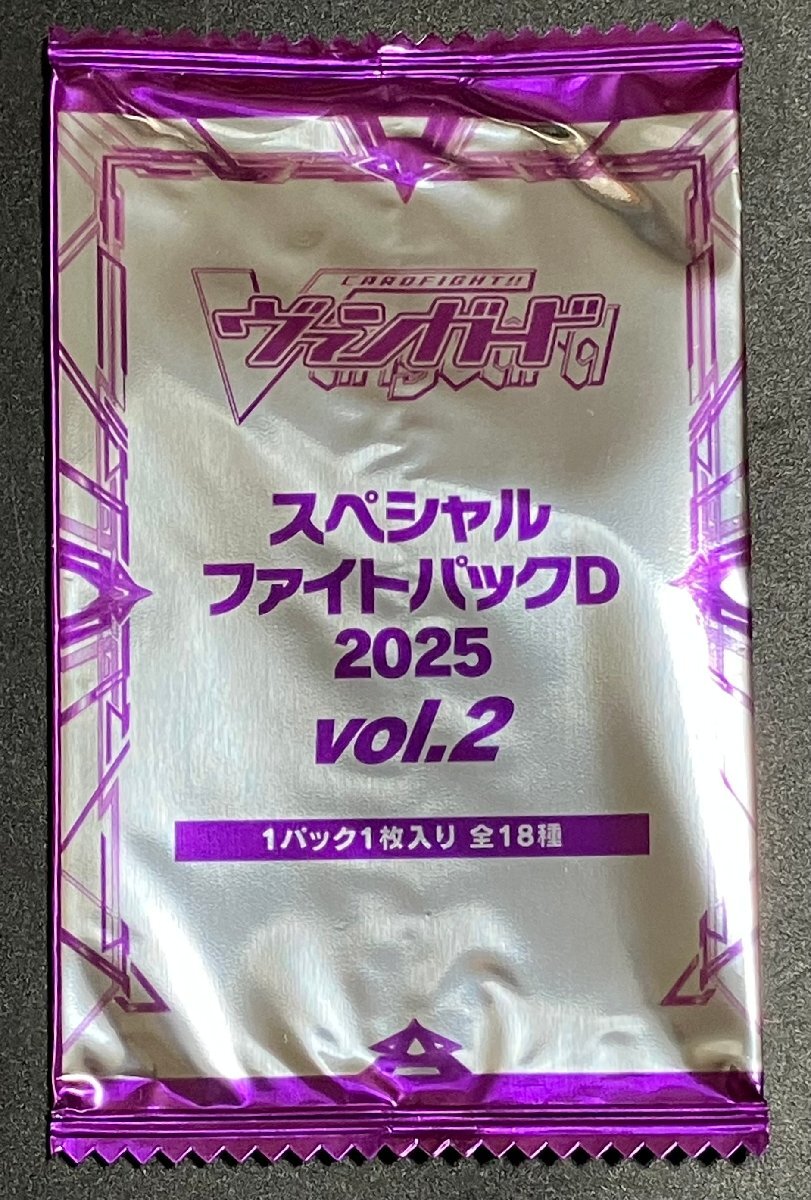 CARDFIGHT!!
ヴァンガード
Vanguard
スペシャル
ファイトパックD
2025
vol.2
1パック1枚入り 全18種